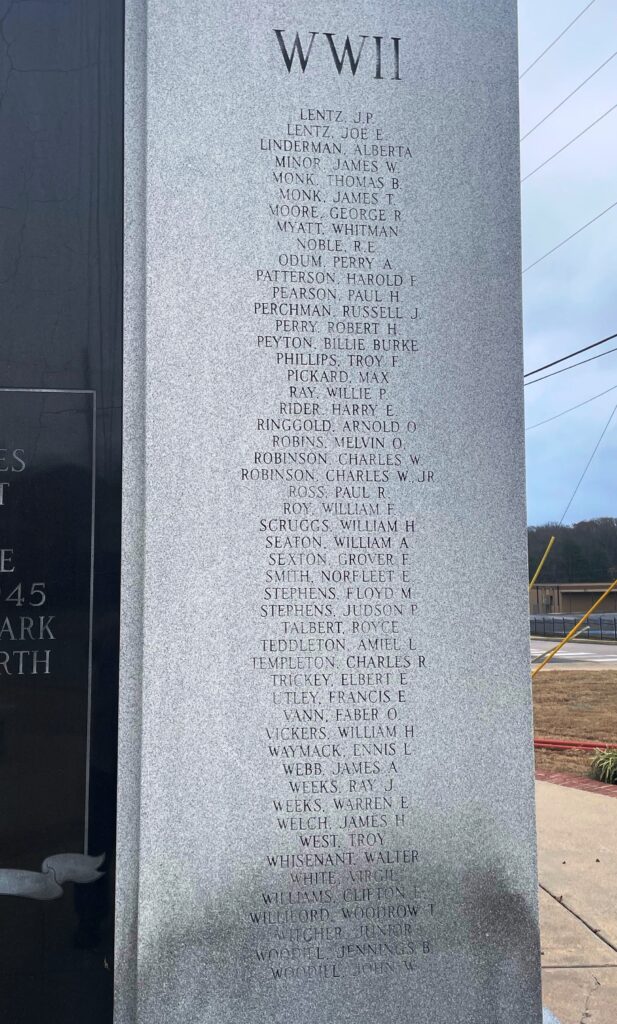 WWII
LENTZ, J.P.
LENTZ, JOE E.
LINDERMAN, ALBERTA
MINOR, JAMES W.
MONK, THOMAS B.
MONK, JAMES T.
MOORE, GEORGE R.
MYATT, WHITMAN
NOBLE, R.E.
ODUM, PERRY A.
PATTERSON, HAROLD F.
PEARSON, PAUL H.
PERCHMAN, RUSSELL J.
PERRY, ROBERT H.
PEYTON, BILLIE BURKE
PHILLIPS, TROY F.
PICKARD, MAX
RAY, WILLIE P.
RIDER, HARRY E.
RINGGOLD, ARNOLD O.
ROBINS, MELVIN O.
ROBINSON, CHARLES W.
ROBINSON, CHARLES W., JR
ROSS, PAUL R.
ROY, WILLIAM F.
SCRUGGS, WILLIAM H.
SEATON, WILLIAM A.
SEXTON, GROVER F.
SMITH, NORFLEET E.
STEPHENS, FLOYD M.
STEPHENS, JUDSON P.
TALBERT, ROYCE
TEDDLETON, AMIEL L.
TEMPLETON, CHARLES R.
TRICKEY, ELBERT E.
UTLEY, FRANCIS E.
VANN, FABER O.
VICKERS, WILLIAM H.
WAYMACK, ENNIS L.
WEBB, JAMES A.
WEEKS, RAY J.
WEEKS, WARREN E.
WELCH, JAMES H.
WEST, TROY
WHISENANT, WALTER
WHITE, VIRGIL
WILLIAMS, CLIFTON E.
WILLIFORD, WOODROW T.
WITCHER, JUNIOR
WOODIEL, JENNINGS B.
WOODIEL, JOHN W.
ES
T
E
945
ARK
RTH